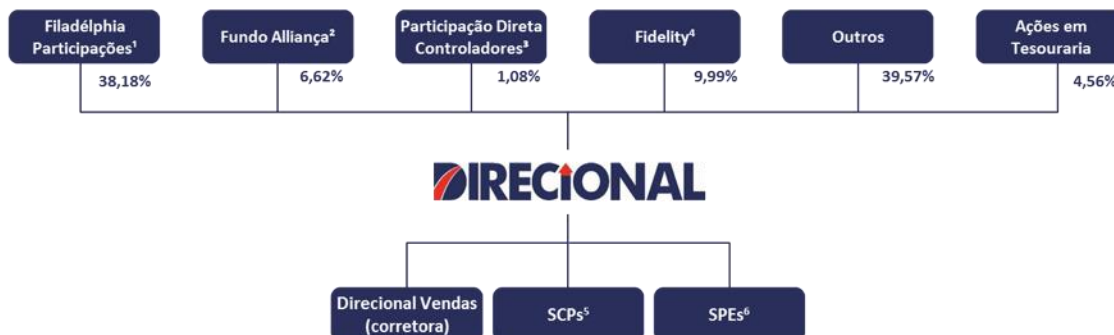 Filadélphia
Participações¹
Fundo Alliança²
Participação Direta
Controladores³
Fidelity⁴
Outros
Ações em
Tesouraria
38,18%
6,62%
1,08%
9,99%
39,57%
4,56%
DIRECIONAL
Direcional Vendas
(corretora)
SCPs⁵
SPEs⁶